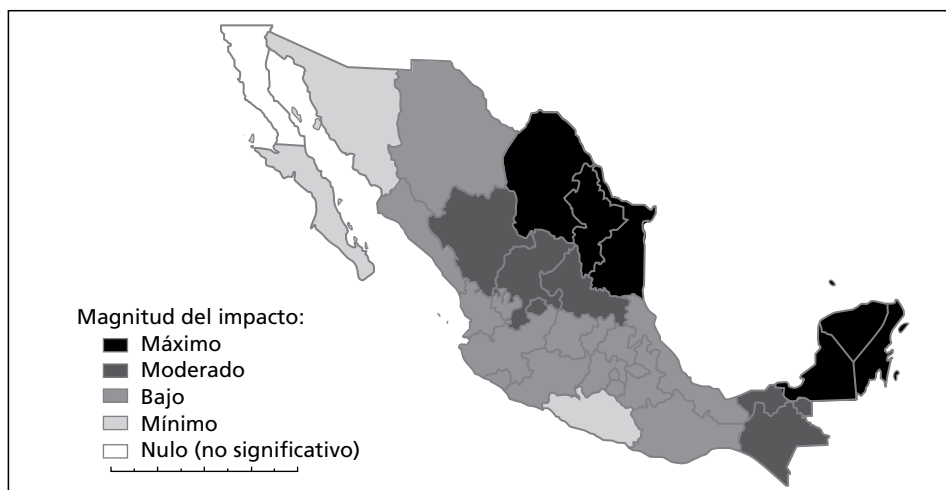 Magnitud del impacto:
Máximo
Moderado
Bajo
Mínimo
Nulo (no significativo)